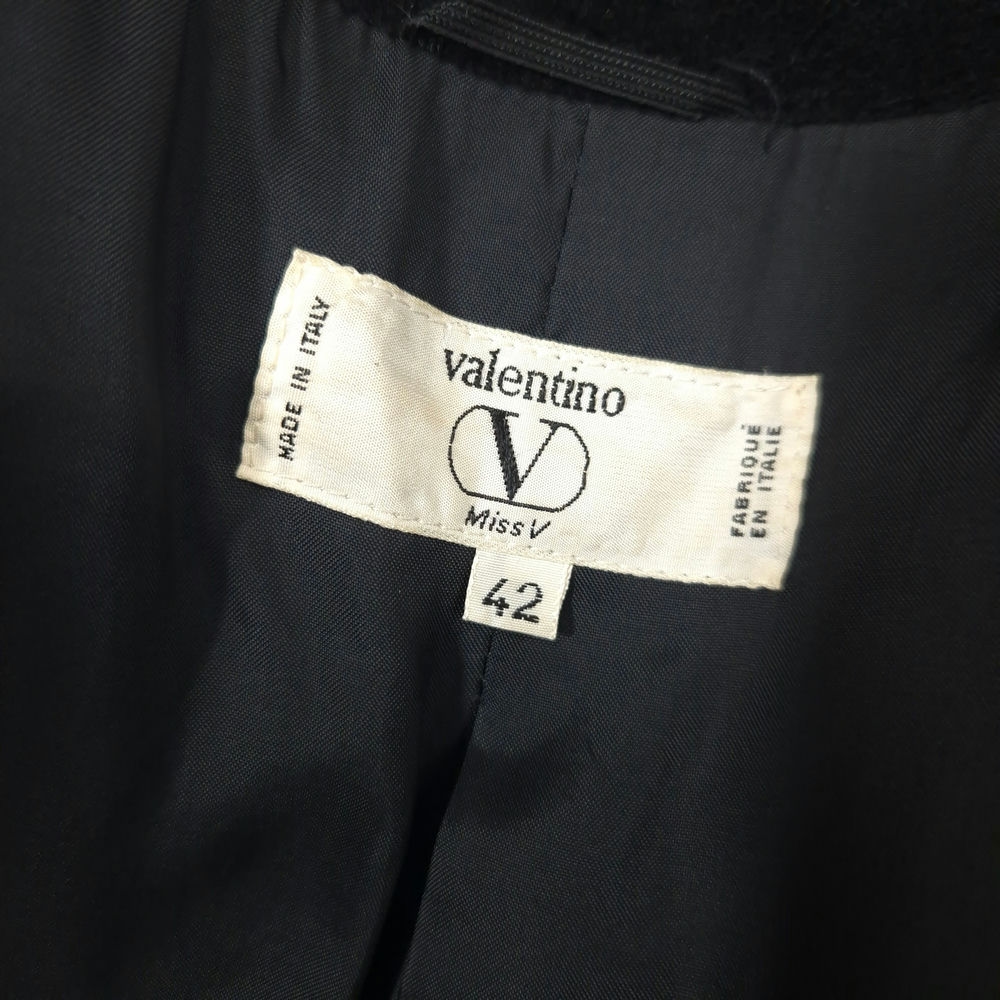 MADE IN ITALY
valentino
V
Miss V
42
FABRIQUÉ
EN ITALIE